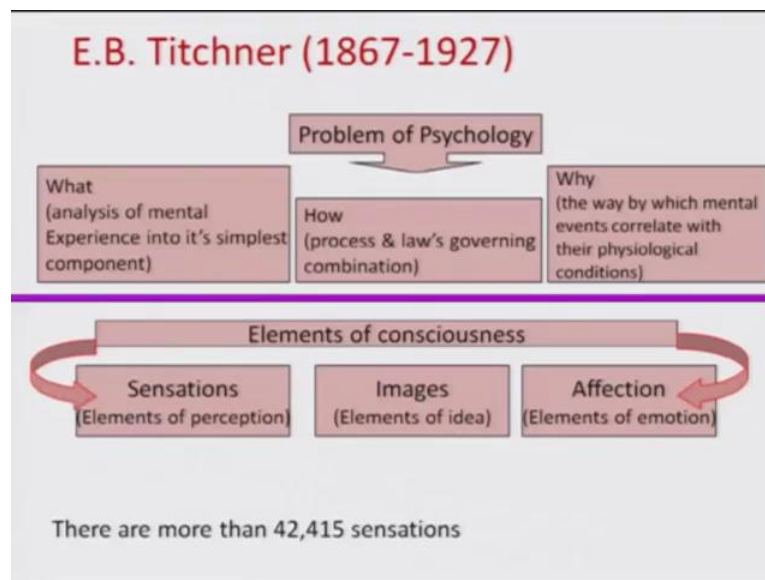 E.B. Titchner (1867-1927)
Problem of Psychology
What
(analysis of mental
Experience into it's simplest
component)
How
(process & law's governing
combination)
Why
(the way by which mental
events correlate with
their physiological
conditions)
Elements of consciousness
Sensations
(Elements of perception)
Images
(Elements of idea)
Affection
(Elements of emotion)
There are more than 42,415 sensations